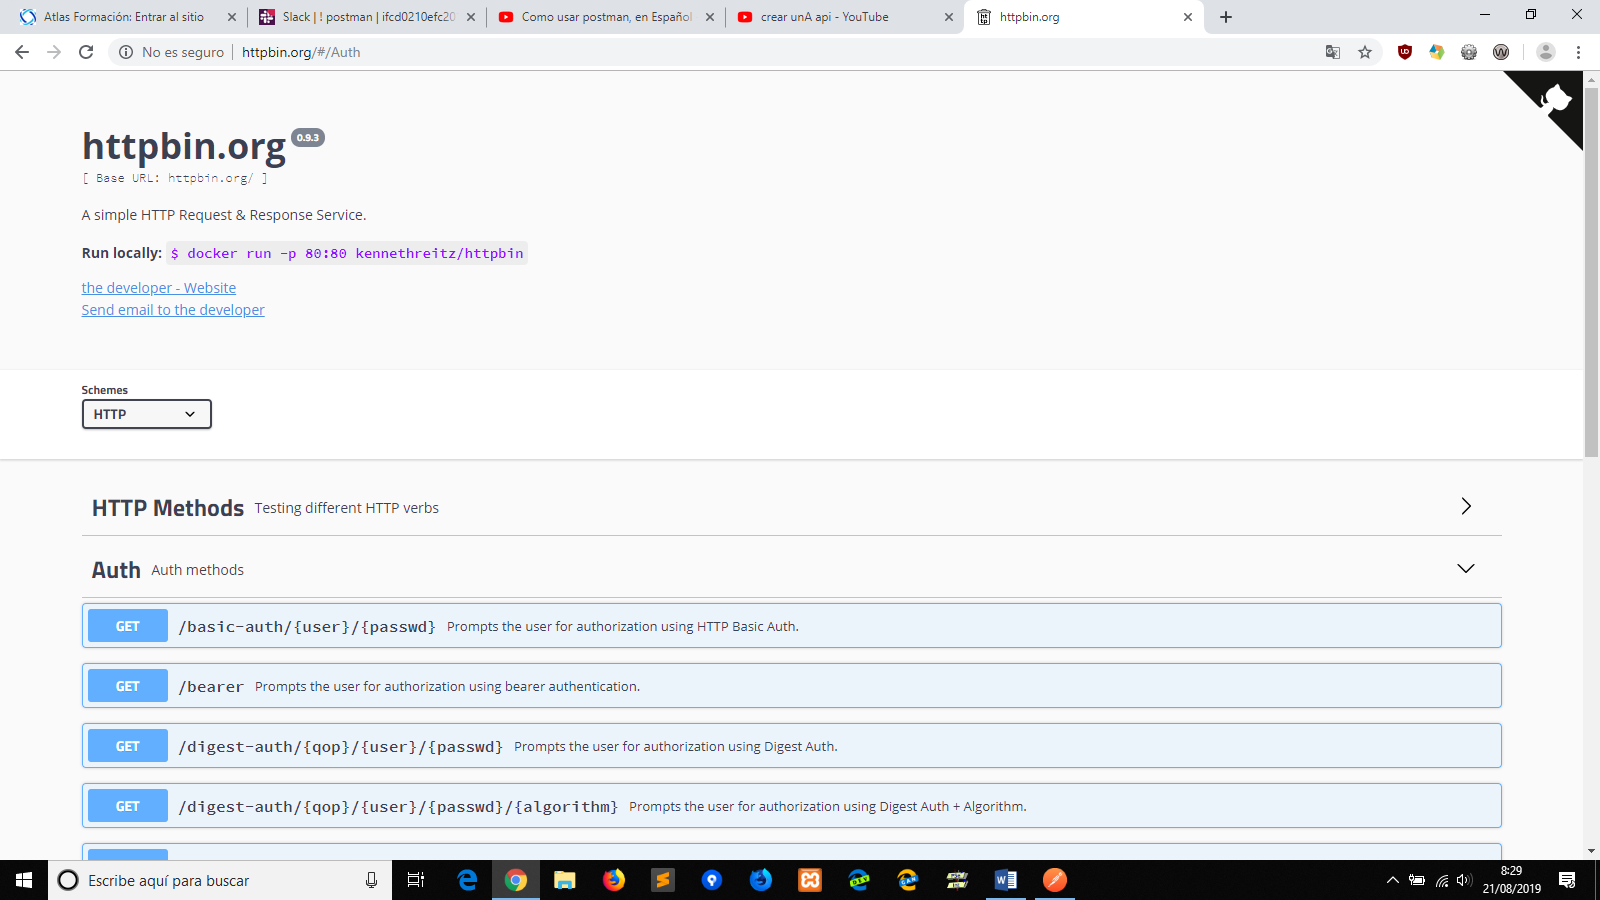 Atlas Formación: Entrar al sitio
Slack | ! postman | ifcd0210efc20
Como usar postman, en Español
crear unA api - YouTube
httpbin.org
No es seguro
httpbin.org/#/Auth
httpbin.org 0.9.3
[ Base URL: httpbin.org/ ]
A simple HTTP Request & Response Service.
Run locally: $ docker run -p 80:80 kennethreitz/httpbin
the developer - Website
Send email to the developer
Schemes
HTTP
HTTP Methods Testing different HTTP verbs
Auth Auth methods
GET /basic-auth/{user}/{passwd} Prompts the user for authorization using HTTP Basic Auth.
GET /bearer Prompts the user for authorization using bearer authentication.
GET /digest-auth/{qop}/{user}/{passwd} Prompts the user for authorization using Digest Auth.
GET /digest-auth/{qop}/{user}/{passwd}/{algorithm} Prompts the user for authorization using Digest Auth + Algorithm.
Escribe aquí para buscar
8:29
21/08/2019